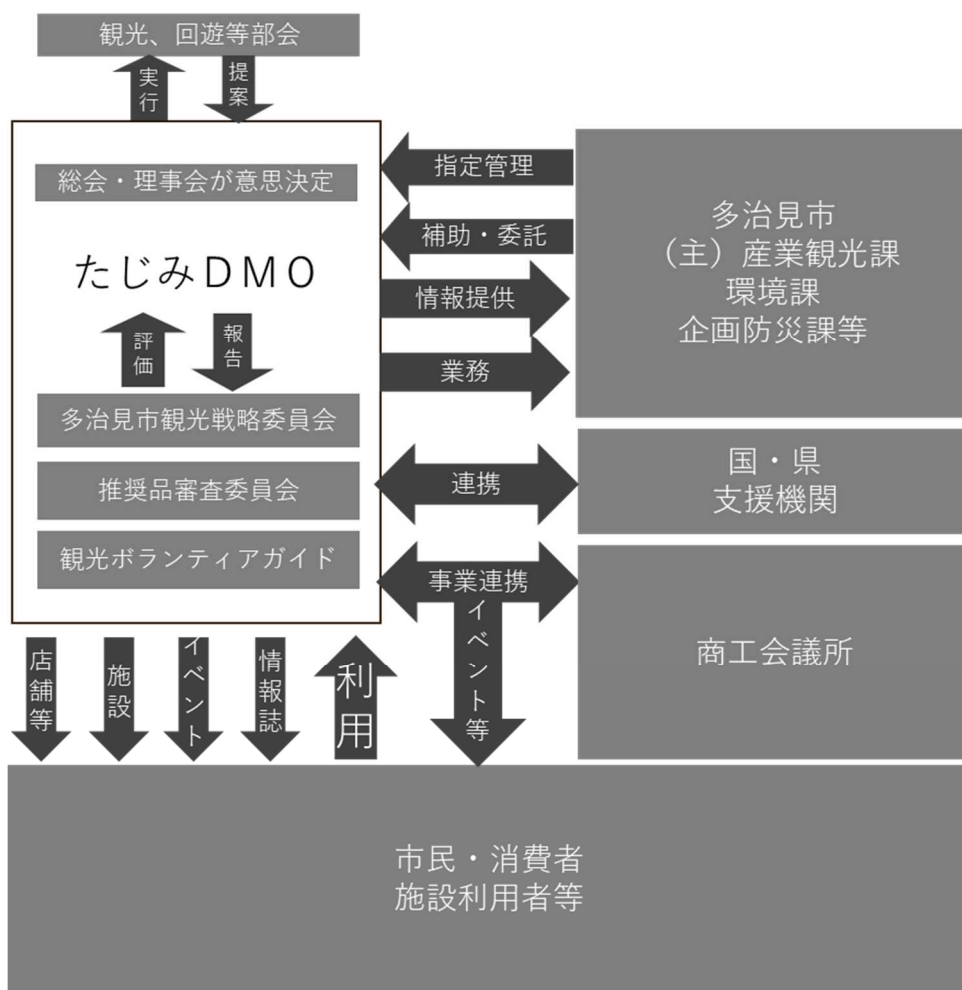 観光、回遊等部会
実行
提案
総会・理事会が意思決定
たじみDMO
評価
報告
多治見市観光戦略委員会
推奨品審査委員会
観光ボランティアガイド
指定管理
補助・委託
情報提供
業務
連携
事業連携
イベント等
多治見市
（主）産業観光課
環境課
企画防災課等
国・県
支援機関
商工会議所
店舗等
施設
イベント
情報誌
利用
市民・消費者
施設利用者等